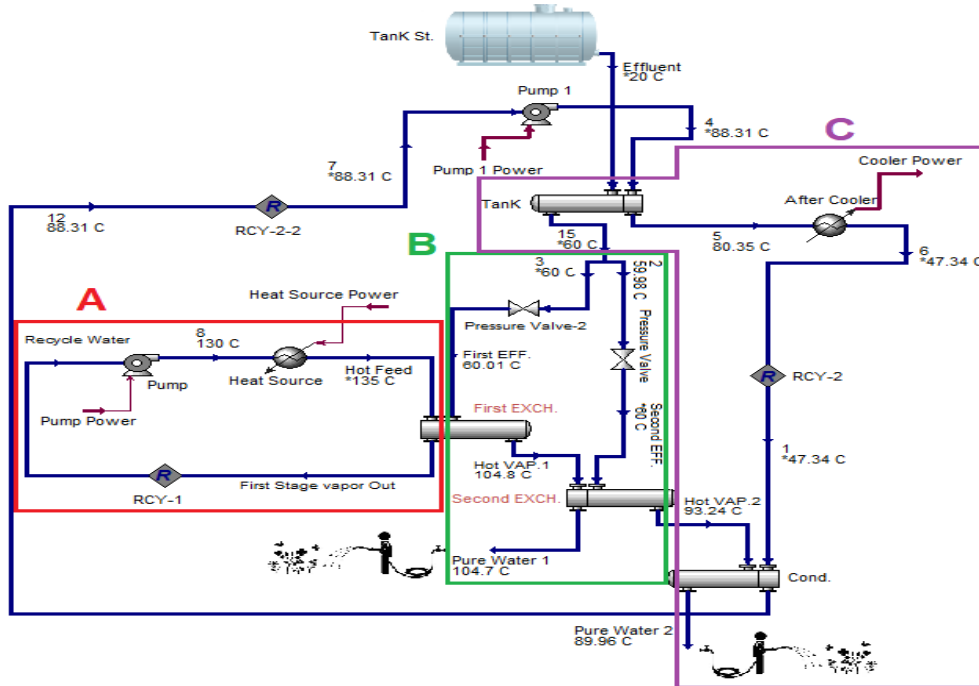 TanK St.
Effluent
*20 C
Pump 1
4
*88.31 C
C
Cooler Power
7
*88.31 C
Pump 1 Power
After Cooler
12
88.31 C
RCY-2-2
TanK
5
80.35 C
6
*47.34 C
15
*60 C
B
3
*60 C
2
59.98 C
Pressure Valve
A
Heat Source Power
Pressure Valve-2
Recycle Water
8
130 C
First EFF.
60.01 C
Heat Source
Hot Feed
*135 C
Pump
RCY-2
Pump Power
First EXCH.
Second EFF.
*60 C
Hot VAP.1
104.8 C
1
*47.34 C
RCY-1
First Stage vapor Out
Second EXCH.
Hot VAP.2
93.24 C
Pure Water 1
104.7 C
Cond.
Pure Water 2
89.96 C
R
R
R